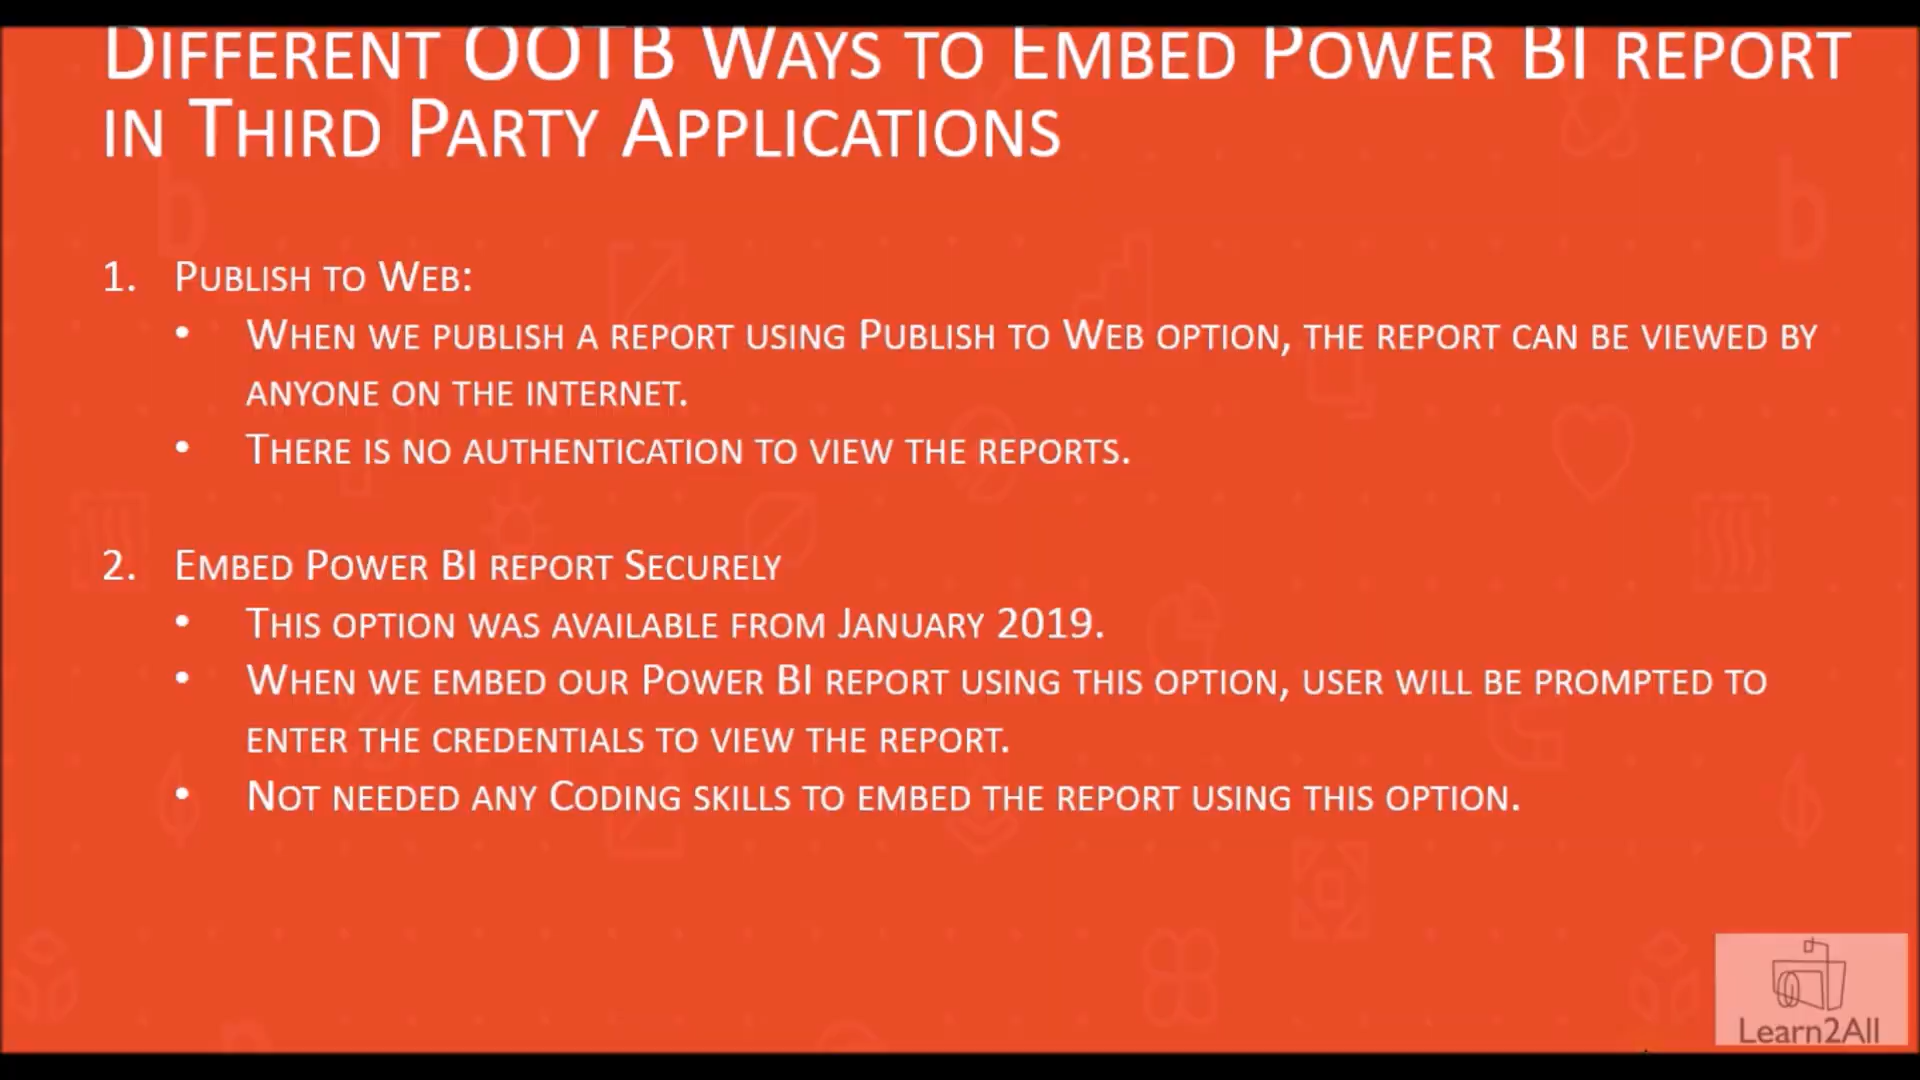 Different OOTB Ways to Embed Power BI report
in Third Party Applications
1. Publish to Web:
• When we publish a report using Publish to Web option, the report can be viewed by
anyone on the internet.
• There is no authentication to view the reports.
2. Embed Power BI report Securely
• This option was available from January 2019.
• When we embed our Power BI report using this option, user will be prompted to
enter the credentials to view the report.
• Not needed any Coding skills to embed the report using this option.
Learn2All